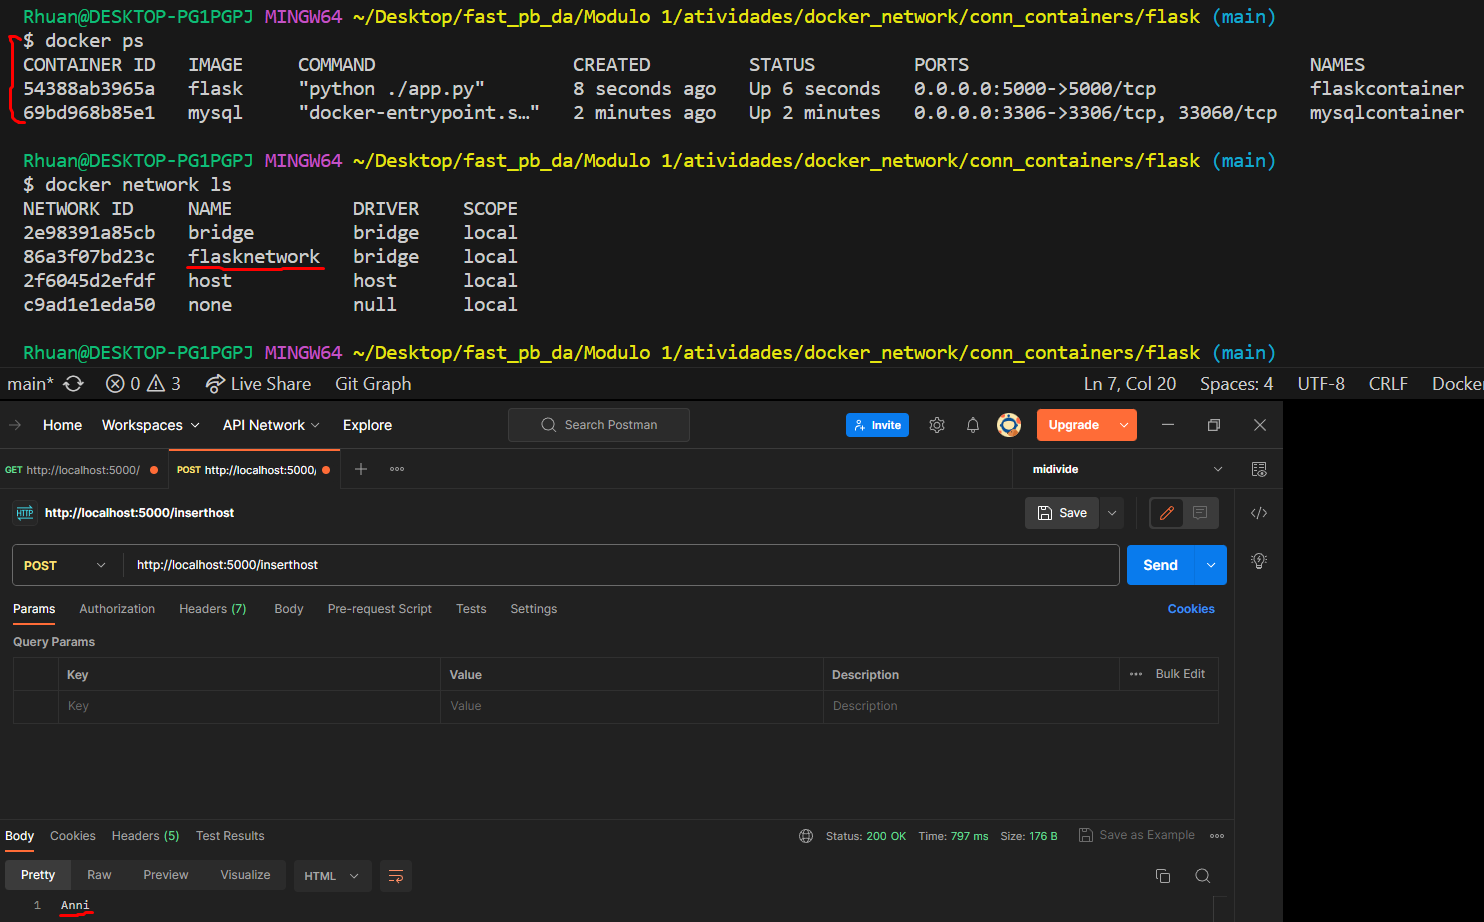 Rhuan@DESKTOP-PG1PGPJ MINGW64 ~/Desktop/fast_pb_da/Modulo 1/atividades/docker_network/conn_containers/flask (main)
$ docker ps
CONTAINER ID IMAGE COMMAND CREATED STATUS PORTS NAMES
54388ab3965a flask "python ./app.py" 8 seconds ago Up 6 seconds 0.0.0.0:5000->5000/tcp flaskcontainer
69bd968b85e1 mysql "docker-entrypoint.s…" 2 minutes ago Up 2 minutes 0.0.0.0:3306->3306/tcp, 33060/tcp mysqlcontainer
Rhuan@DESKTOP-PG1PGPJ MINGW64 ~/Desktop/fast_pb_da/Modulo 1/atividades/docker_network/conn_containers/flask (main)
$ docker network ls
NETWORK ID NAME DRIVER SCOPE
2e98391a85cb bridge bridge local
86a3f07bd23c flasknetwork bridge local
2f6045d2efdf host host local
c9ad1e1eda50 none null local
Rhuan@DESKTOP-PG1PGPJ MINGW64 ~/Desktop/fast_pb_da/Modulo 1/atividades/docker_network/conn_containers/flask (main)
main* 0 3 Live Share Git Graph Ln 7, Col 20 Spaces: 4 UTF-8 CRLF Docke
Home Workspaces API Network Explore Search Postman Invite Upgrade
GET http://localhost:5000/ POST http://localhost:5000/ midivide
HTTP http://localhost:5000/inserthost Save
POST http://localhost:5000/inserthost Send
Params Authorization Headers (7) Body Pre-request Script Tests Settings Cookies
Query Params
Key Value Description Bulk Edit
Key Value Description
Body Cookies Headers (5) Test Results Status: 200 OK Time: 797 ms Size: 176 B Save as Example
Pretty Raw Preview Visualize HTML
1 Anni